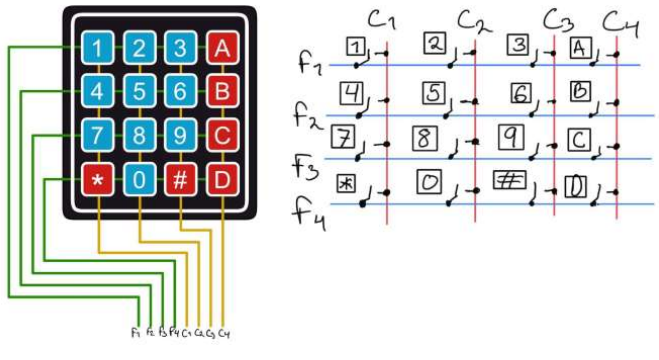 1 2 3 A
4 5 6 B
7 8 9 C
* 0 # D
F1 F2 F3 F4 C1 C2 C3 C4
C1 C2 C3 C4
1 2 3 A
f1
4 5 6 B
f2
7 8 9 C
f3
* 0 # D
f4